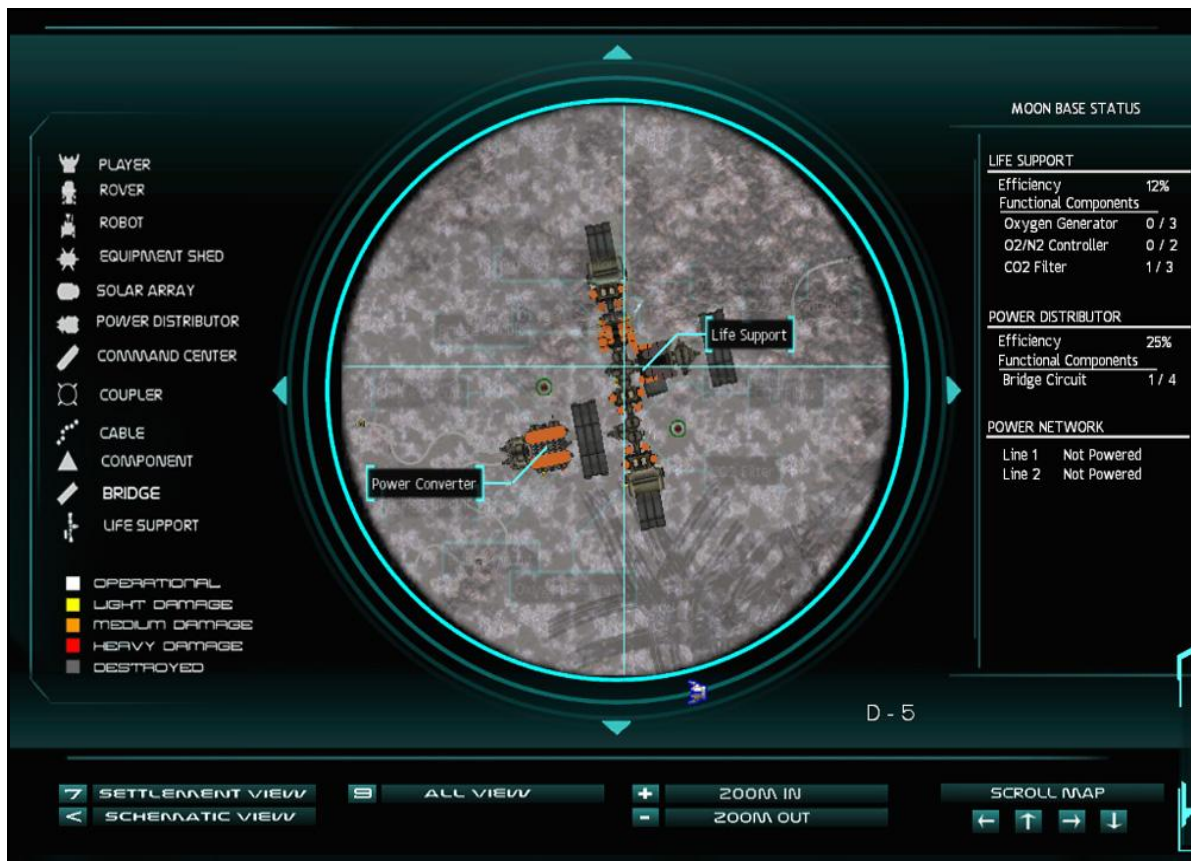 PLAYER
ROVER
ROBOT
EQUIPMENT SHED
SOLAR ARRAY
POWER DISTRIBUTOR
COMMAND CENTER
COUPLER
CABLE
COMPONENT
BRIDGE
LIFE SUPPORT
OPERATIONAL
LIGHT DAMAGE
MEDIUM DAMAGE
HEAVY DAMAGE
DESTROYED
Life Support
Power Converter
MOON BASE STATUS
LIFE SUPPORT
Efficiency 12%
Functional Components
Oxygen Generator 0 / 3
O2/N2 Controller 0 / 2
CO2 Filter 1 / 3
POWER DISTRIBUTOR
Efficiency 25%
Functional Components
Bridge Circuit 1 / 4
POWER NETWORK
Line 1 Not Powered
Line 2 Not Powered
D - 5
7 SETTLEMENT VIEW
< SCHEMATIC VIEW
9 ALL VIEW
+ ZOOM IN
- ZOOM OUT
SCROLL MAP
← ↑ → ↓